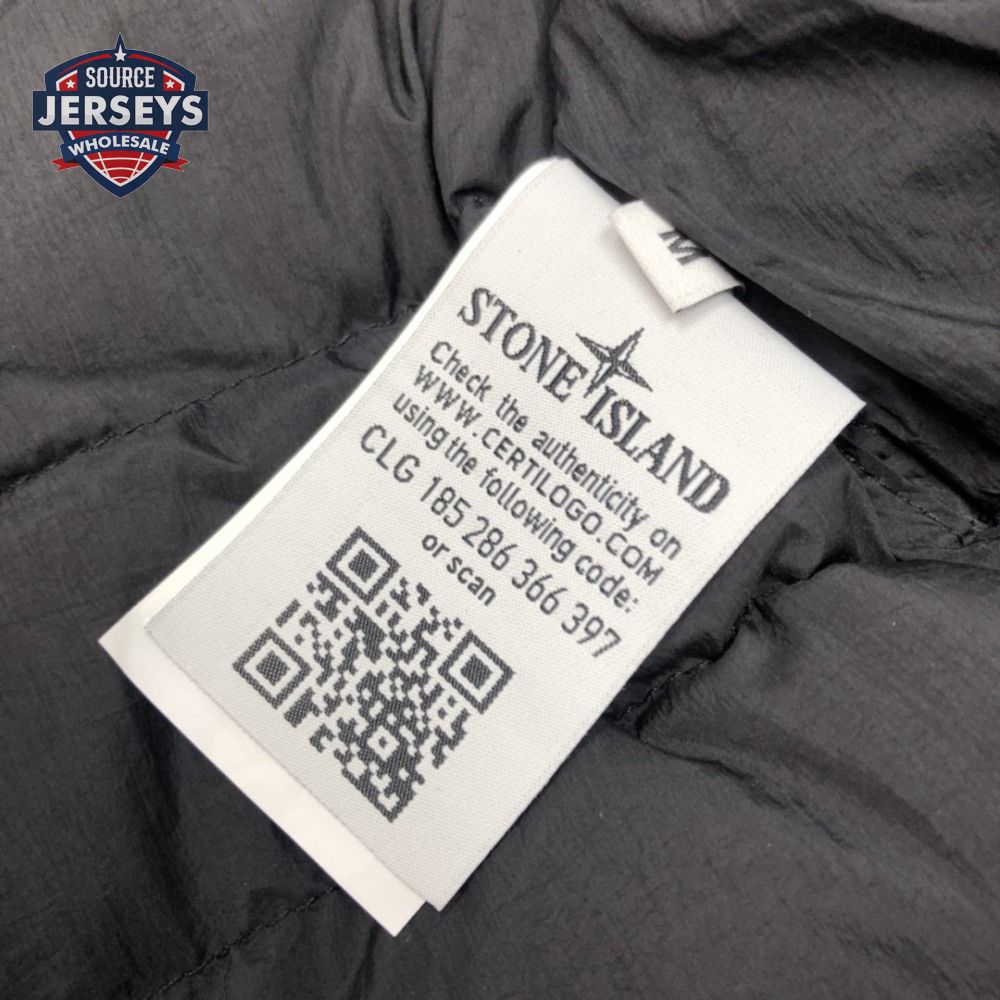 SOURCE
JERSEYS
WHOLESALE
M
STONE ISLAND
Check the authenticity on
WWW.CERTILOGO.COM
using the following code:
CLG 185 286 366 397
or scan